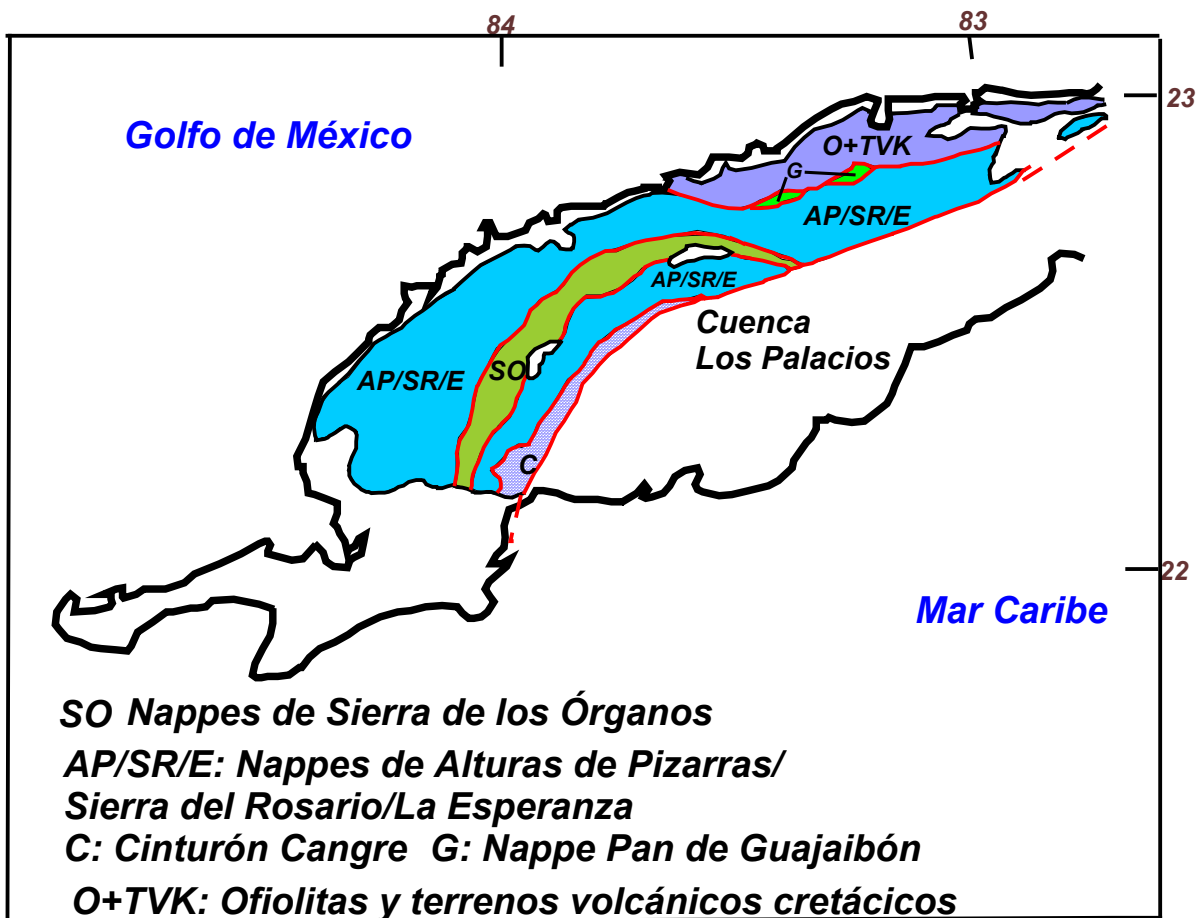 84
83
23
Golfo de México
O+TVK
G
AP/SR/E
AP/SR/E
Cuenca
Los Palacios
SO
AP/SR/E
C
22
Mar Caribe
SO Nappes de Sierra de los Órganos
AP/SR/E: Nappes de Alturas de Pizarras/
Sierra del Rosario/La Esperanza
C: Cinturón Cangre G: Nappe Pan de Guajaibón
O+TVK: Ofiolitas y terrenos volcánicos cretácicos